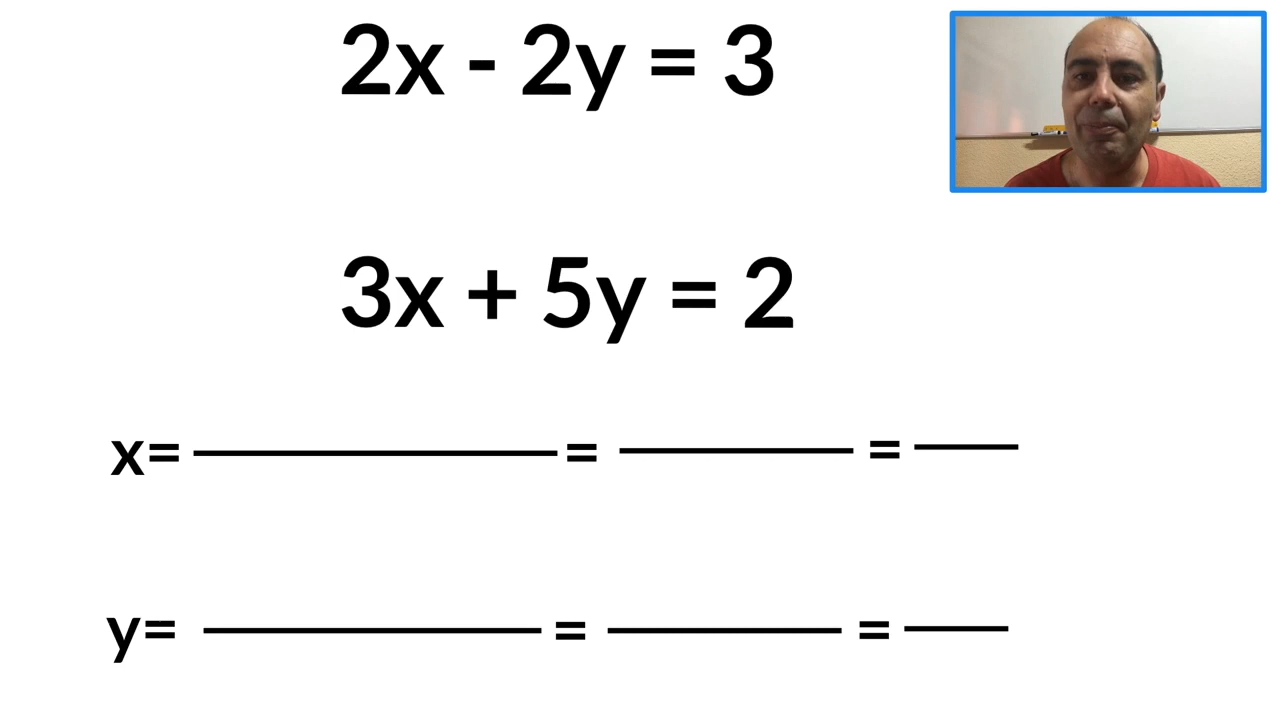 2x - 2y = 3
3x + 5y = 2
x= = =
y= = =